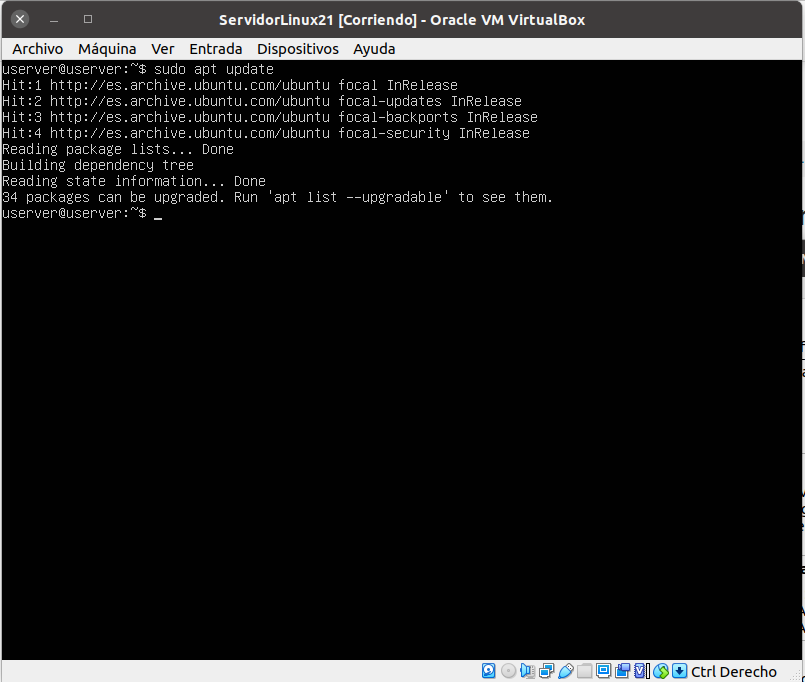 ServidorLinux21 [Corriendo] - Oracle VM VirtualBox
Archivo Máquina Ver Entrada Dispositivos Ayuda
userver@userver:~$ sudo apt update
Hit:1 http://es.archive.ubuntu.com/ubuntu focal InRelease
Hit:2 http://es.archive.ubuntu.com/ubuntu focal-updates InRelease
Hit:3 http://es.archive.ubuntu.com/ubuntu focal-backports InRelease
Hit:4 http://es.archive.ubuntu.com/ubuntu focal-security InRelease
Reading package lists... Done
Building dependency tree
Reading state information... Done
34 packages can be upgraded. Run 'apt list --upgradable' to see them.
userver@userver:~$ _
Ctrl Derecho